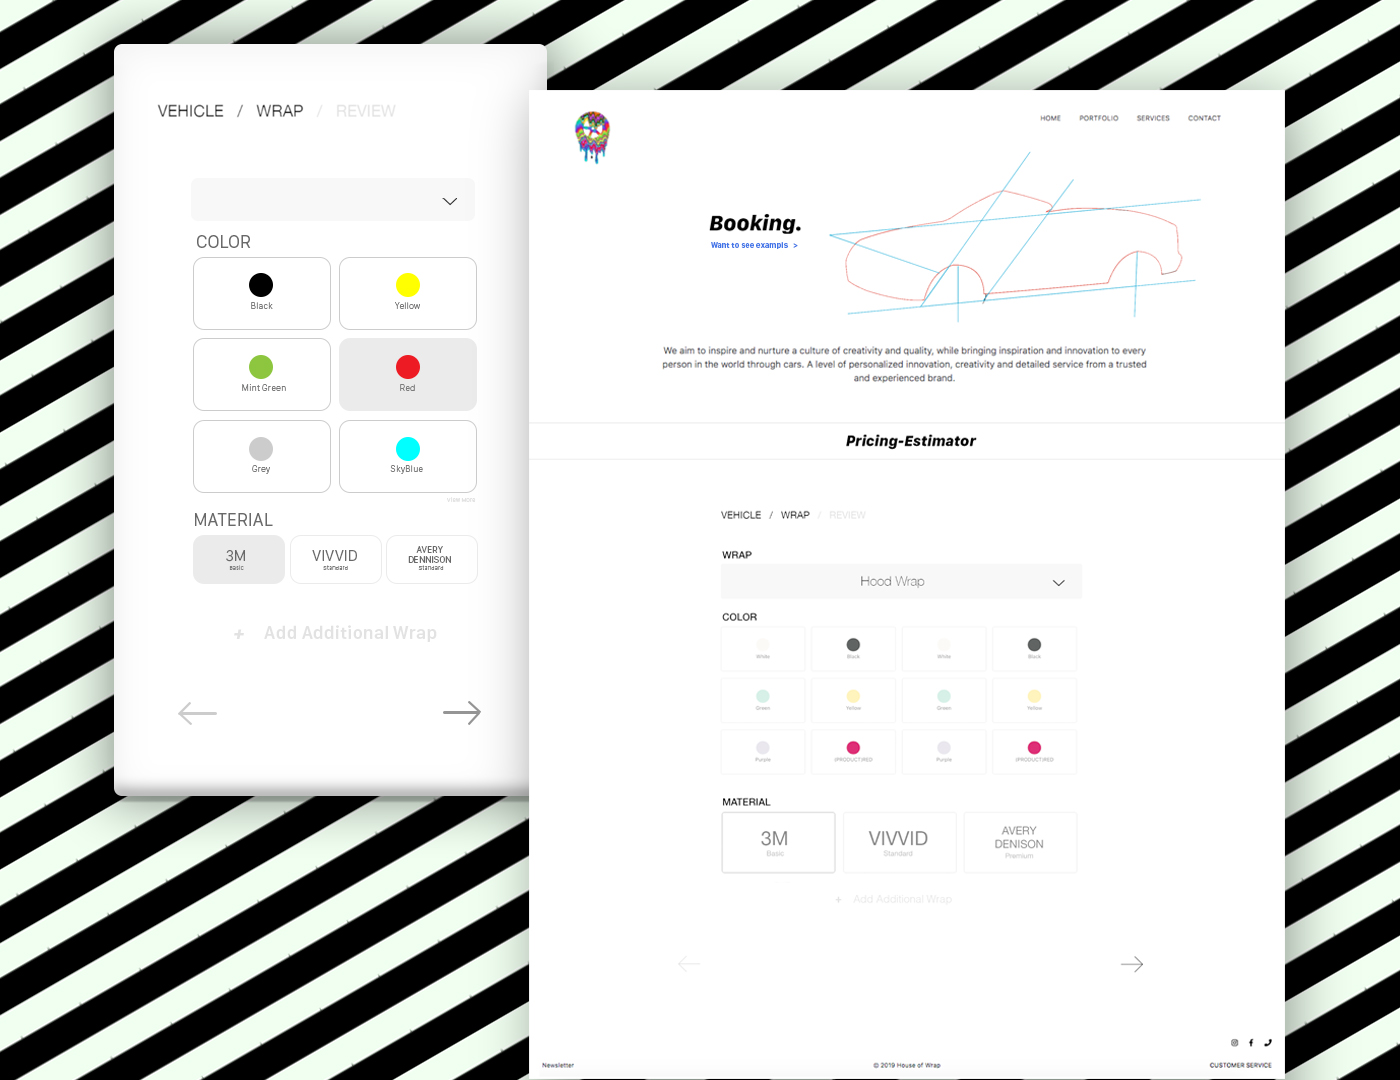 VEHICLE / WRAP / REVIEW
COLOR
Black
Yellow
Mint Green
Red
Grey
SkyBlue
VIEW MORE
MATERIAL
3M
Basic
VIVVID
Standard
AVERY
DENNISON
Standard
+ Add Additional Wrap
HOME PORTFOLIO SERVICES CONTACT
Booking.
Want to see exampls >
We aim to inspire and nurture a culture of creativity and quality, while bringing inspiration and innovation to every
person in the world through cars. A level of personalized innovation, creativity and detailed service from a trusted
and experienced brand.
Pricing-Estimator
VEHICLE / WRAP / REVIEW
WRAP
Hood Wrap
COLOR
White
Black
White
Black
Green
Yellow
Green
Yellow
Purple
(PRODUCT)RED
Purple
(PRODUCT)RED
MATERIAL
3M
Basic
VIVVID
Standard
AVERY
DENISON
Premium
+ Add Additional Wrap
Newsletter
© 2019 House of Wrap
CUSTOMER SERVICE